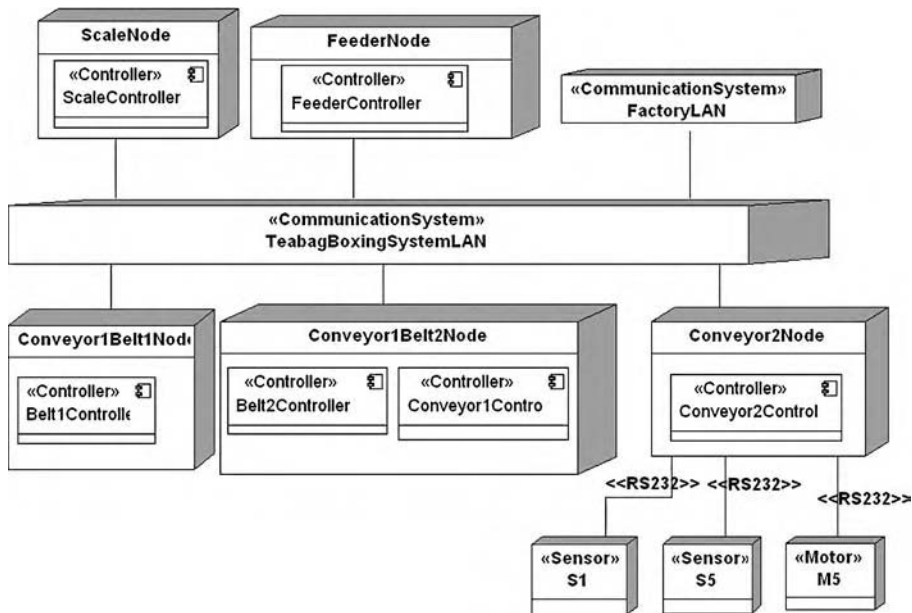 ScaleNode
«Controller»
ScaleController
FeederNode
«Controller»
FeederController
«CommunicationSystem»
FactoryLAN
«CommunicationSystem»
TeabagBoxingSystemLAN
Conveyor1Belt1Node
«Controller»
Belt1Controlle
Conveyor1Belt2Node
«Controller»
Belt2Controller
«Controller»
Conveyor1Contro
Conveyor2Node
«Controller»
Conveyor2Control
<<RS232>>
<<RS232>>
<<RS232>>
«Sensor»
S1
«Sensor»
S5
«Motor»
M5